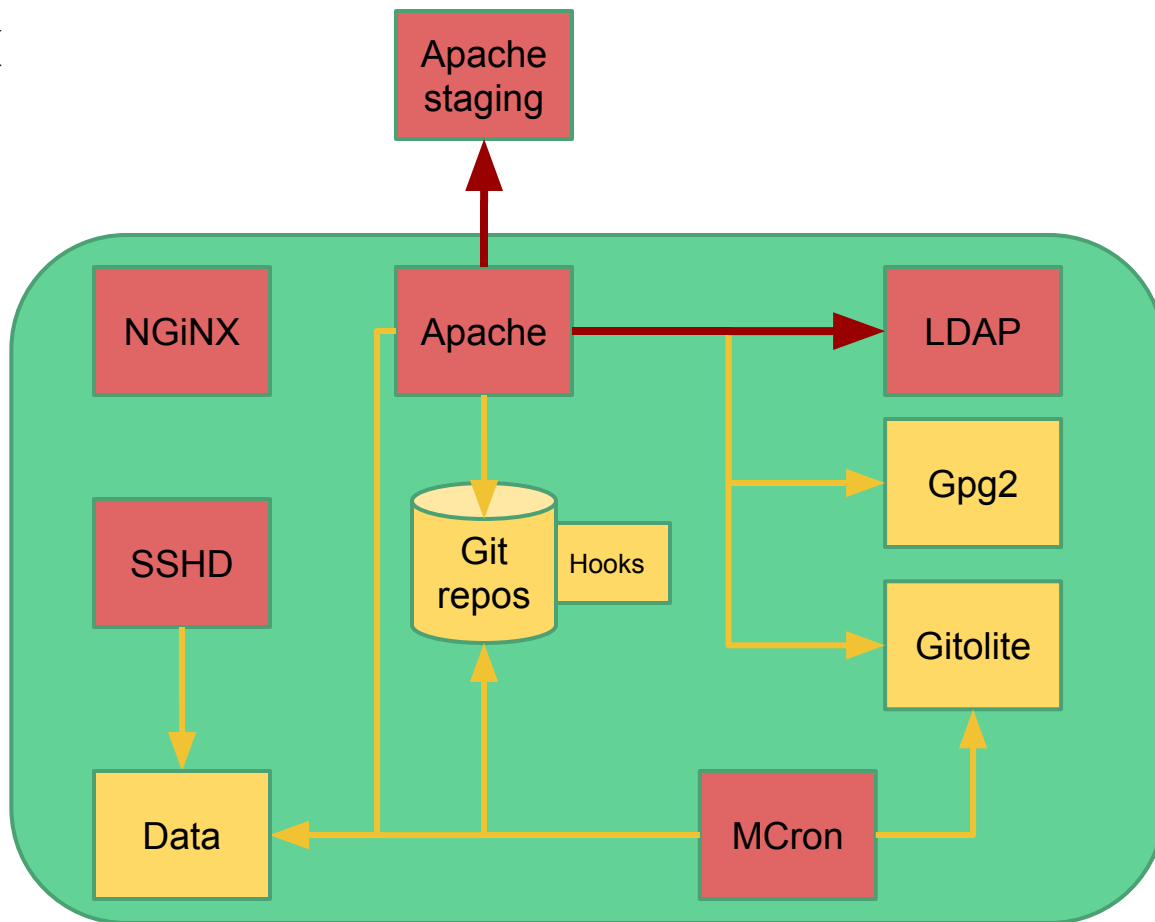 Apache
staging
NGiNX
Apache
LDAP
Gpg2
SSHD
Git
repos
Hooks
Gitolite
Data
MCron